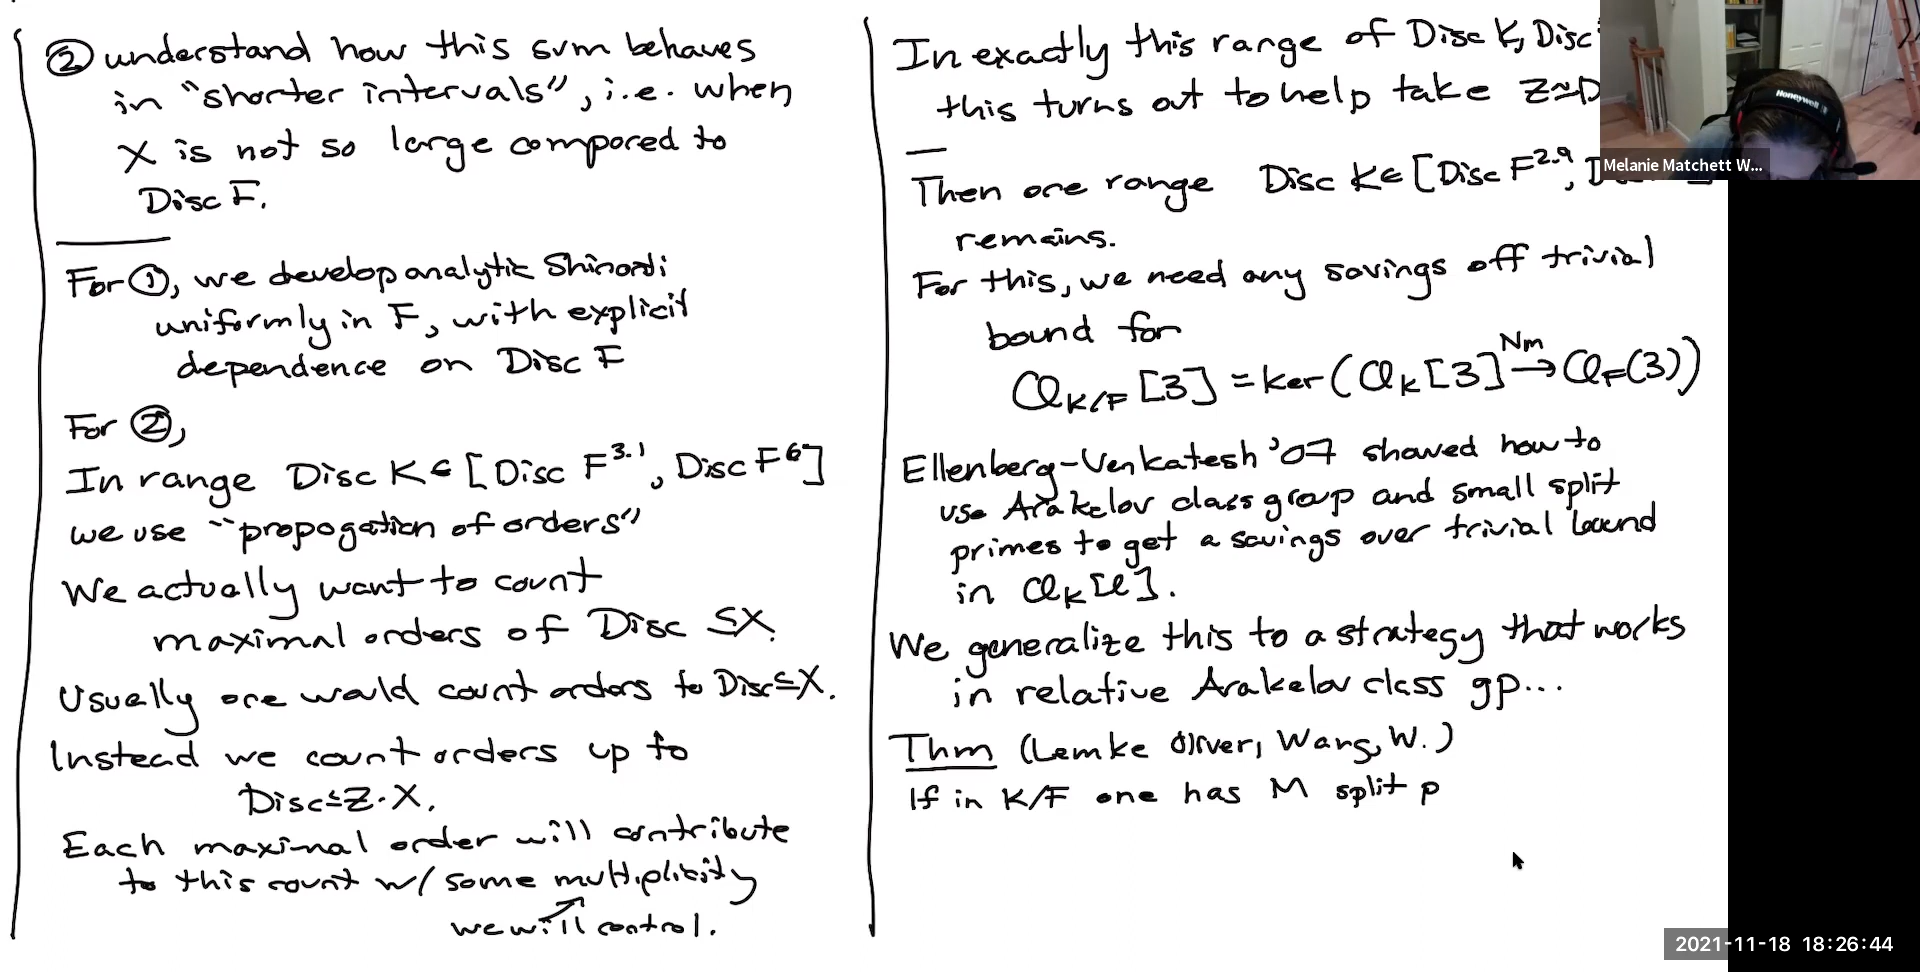 ② understand how this sum behaves
in "shorter intervals", i.e. when
X is not so large compared to
Disc F.
For ①, we develop analytic Shintani
uniformly in F, with explicit
dependence on Disc F
For ②,
In range Disc K ∈ [Disc F^3.1, Disc F^6]
we use "propogation of orders"
We actually want to count
maximal orders of Disc ≤X.
Usually one would count orders to Disc≤X.
Instead we count orders up to
Disc≤Z·X.
Each maximal order will contribute
to this count w/ some multiplicity
we will control.
In exactly this range of Disc K, Disc
this turns out to help take Z≈D
Then one range Disc K∈ [Disc F^2.9,
remains.
For this, we need any savings off trivial
bound for
Cl_K/F [3] = ker ( Cl_K [3] Nm→ Cl_F(3))
Ellenberg-Venkatesh '07 showed how to
use Arakelov class group and small split
primes to get a savings over trivial bound
in Cl_K [ℓ].
We generalize this to a strategy that works
in relative Arakelov class gp...
Thm (Lemke Oliver, Wang, W.)
If in K/F one has M split p
Honeywell
Melanie Matchett W...
2021-11-18 18:26:44